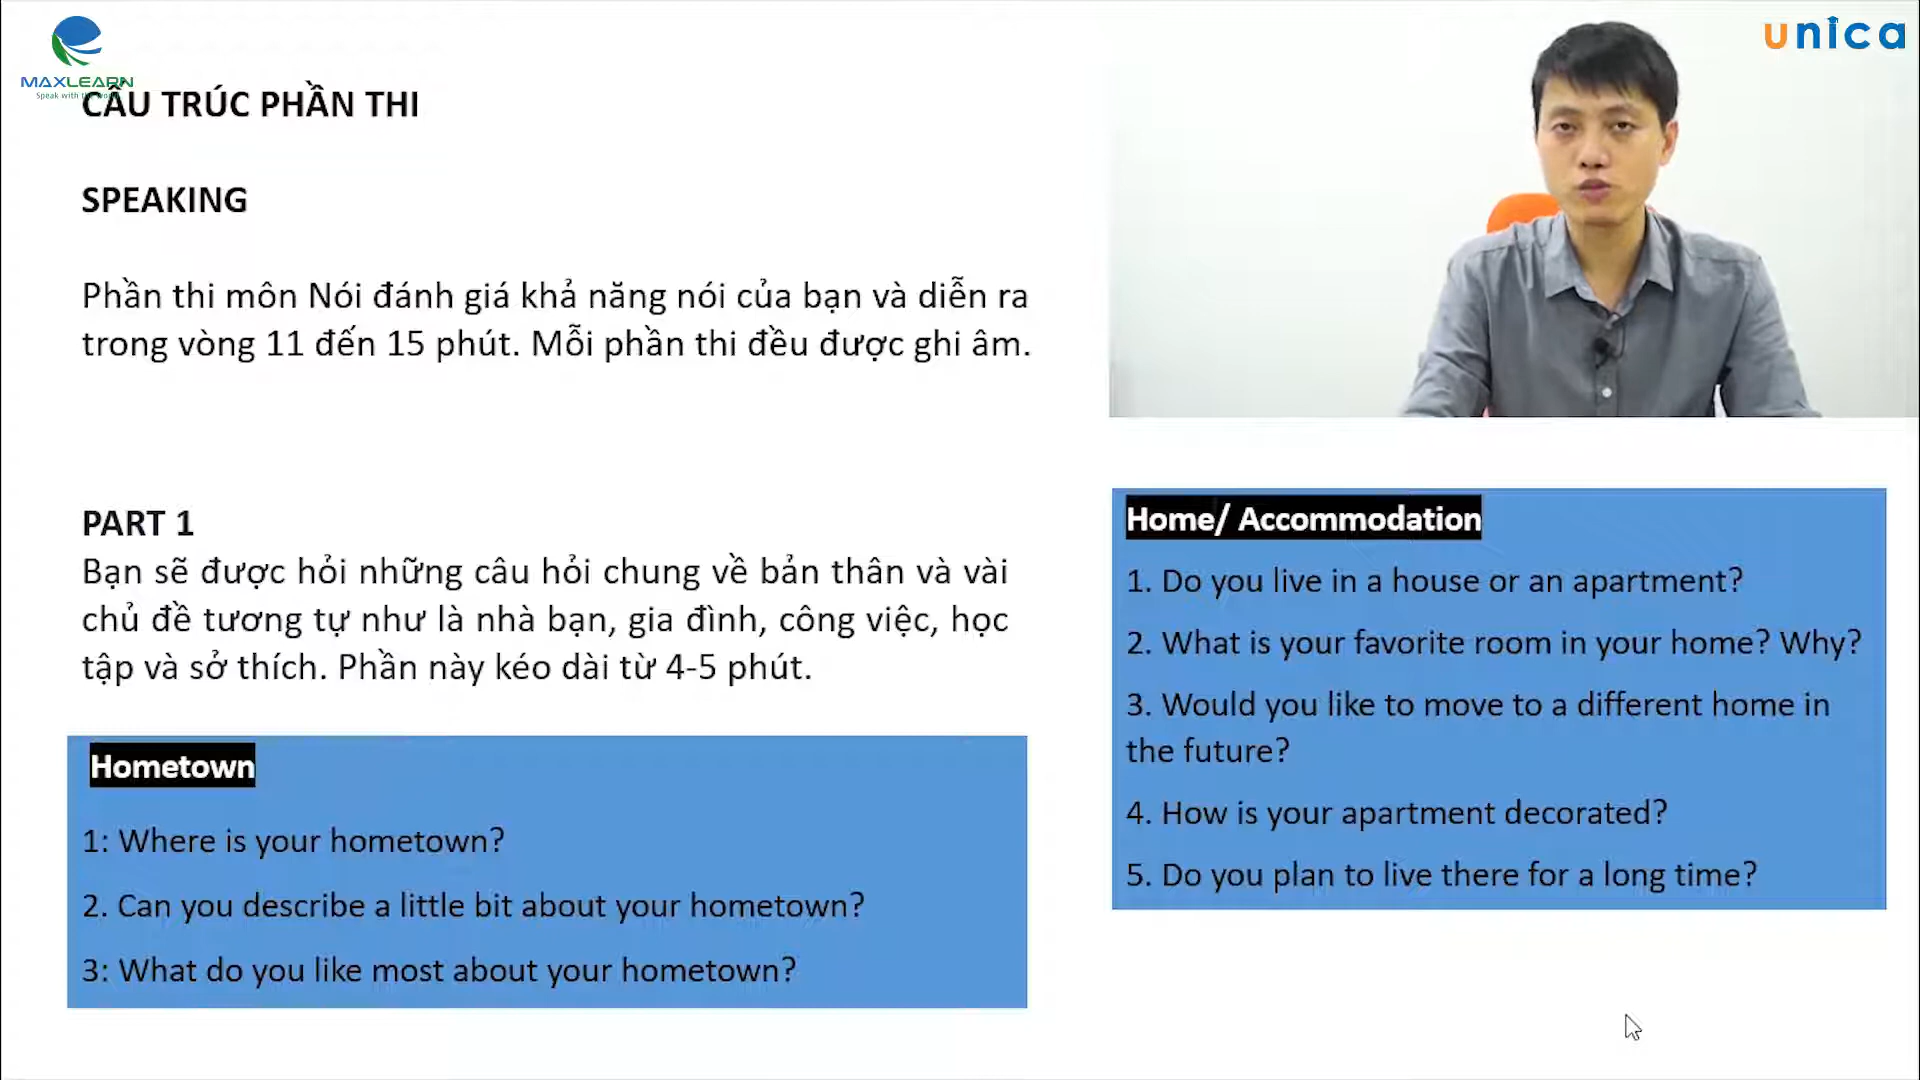 MAXLEARN
unica
CẤU TRÚC PHẦN THI
SPEAKING
Phần thi môn Nói đánh giá khả năng nói của bạn và diễn ra
trong vòng 11 đến 15 phút. Mỗi phần thi đều được ghi âm.
PART 1
Bạn sẽ được hỏi những câu hỏi chung về bản thân và vài
chủ đề tương tự như là nhà bạn, gia đình, công việc, học
tập và sở thích. Phần này kéo dài từ 4-5 phút.
Hometown
1: Where is your hometown?
2. Can you describe a little bit about your hometown?
3: What do you like most about your hometown?
Home/ Accommodation
1. Do you live in a house or an apartment?
2. What is your favorite room in your home? Why?
3. Would you like to move to a different home in
the future?
4. How is your apartment decorated?
5. Do you plan to live there for a long time?